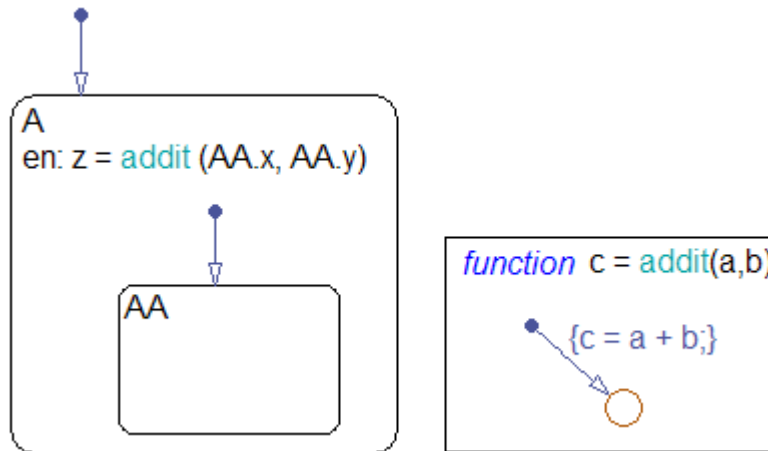 A
en: z = addit (AA.x, AA.y)
AA
function c = addit(a,b)
{c = a + b;}